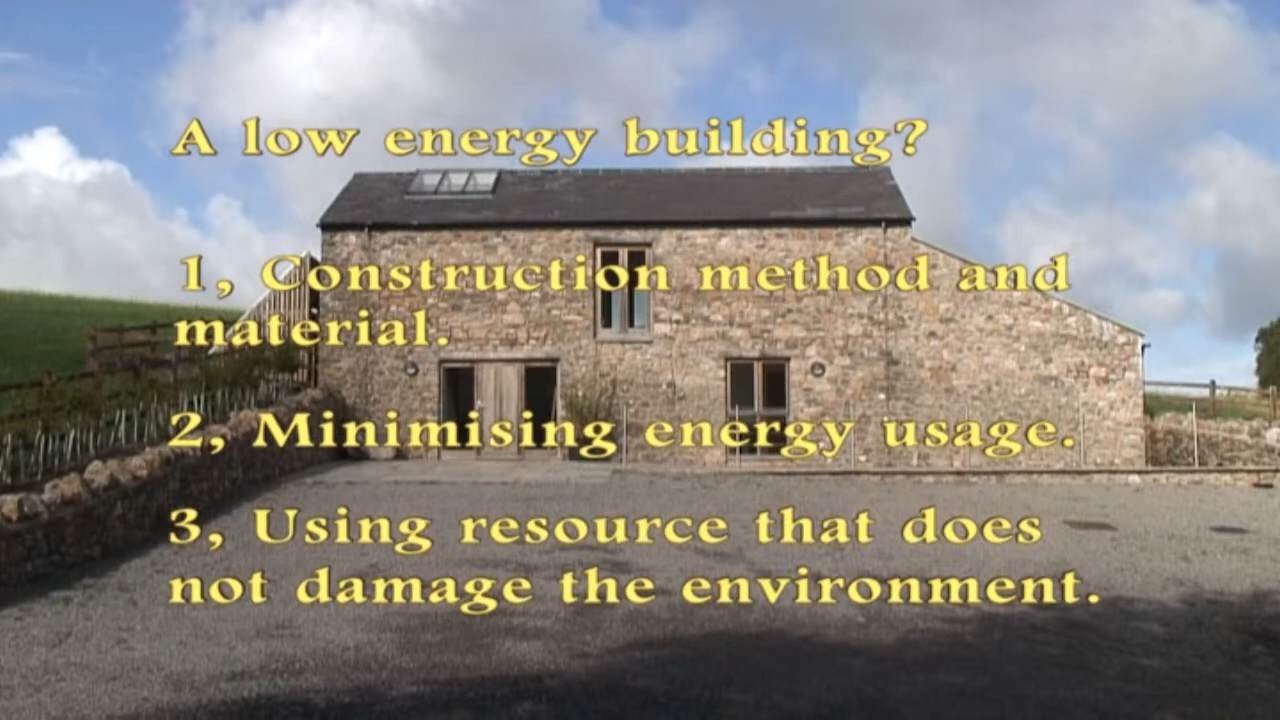 A low energy building?
1, Construction method and
material.
2, Minimising energy usage.
3, Using resource that does
not damage the environment.